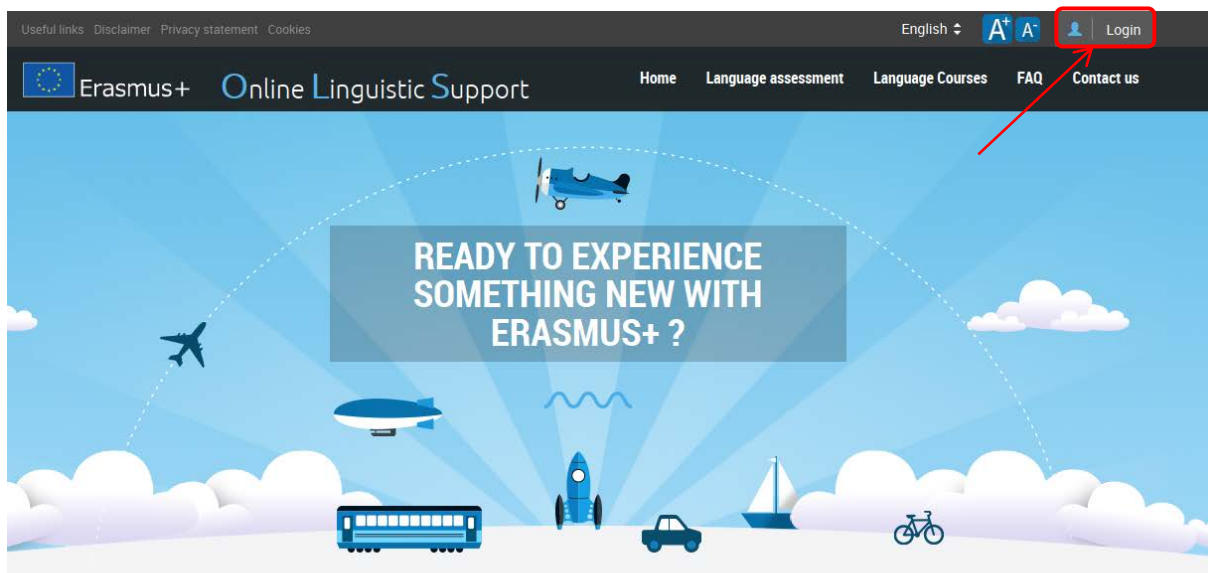 Useful links Disclaimer Privacy statement Cookies English A+ A- Login
Erasmus+ Online Linguistic Support Home Language assessment Language Courses FAQ Contact us
READY TO EXPERIENCE
SOMETHING NEW WITH
ERASMUS+ ?